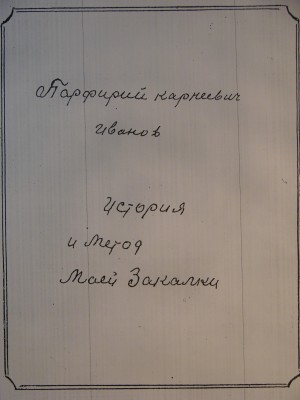 Парфирий карнеевич
иванов
история
и метод
Моей Закалки